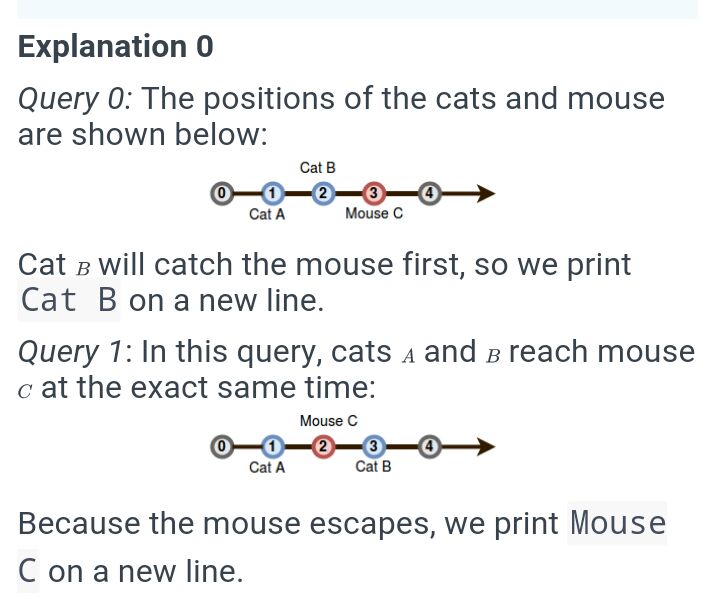 Explanation 0
Query 0: The positions of the cats and mouse
are shown below:
Cat B
0 1 2 3 4
Cat A Mouse C
Cat B will catch the mouse first, so we print
Cat B on a new line.
Query 1: In this query, cats A and B reach mouse
C at the exact same time:
Mouse C
0 1 2 3 4
Cat A Cat B
Because the mouse escapes, we print Mouse
C on a new line.